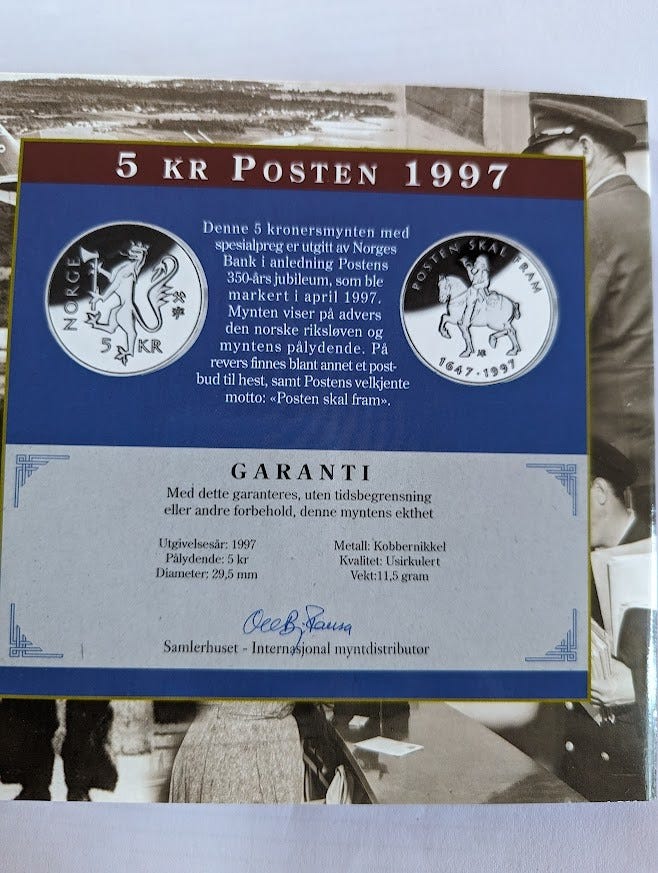 5 KR POSTEN 1997
NORGE
5 KR
Denne 5 kronersmynten med
spesialpreg er utgitt av Norges
Bank i anledning Postens
350-års jubileum, som ble
markert i april 1997.
Mynten viser på advers
den norske riksløven og
myntens pålydende. På
revers finnes blant annet et post-
bud til hest, samt Postens velkjente
motto: «Posten skal fram».
POSTEN SKAL FRAM
1647·1997
GARANTI
Med dette garanteres, uten tidsbegrensning
eller andre forbehold, denne myntens ekthet
Utgivelsesår: 1997
Pålydende: 5 kr
Diameter: 29,5 mm
Metall: Kobbernikkel
Kvalitet: Usirkulert
Vekt:11,5 gram
Samlerhuset - Internasjonal myntdistributør